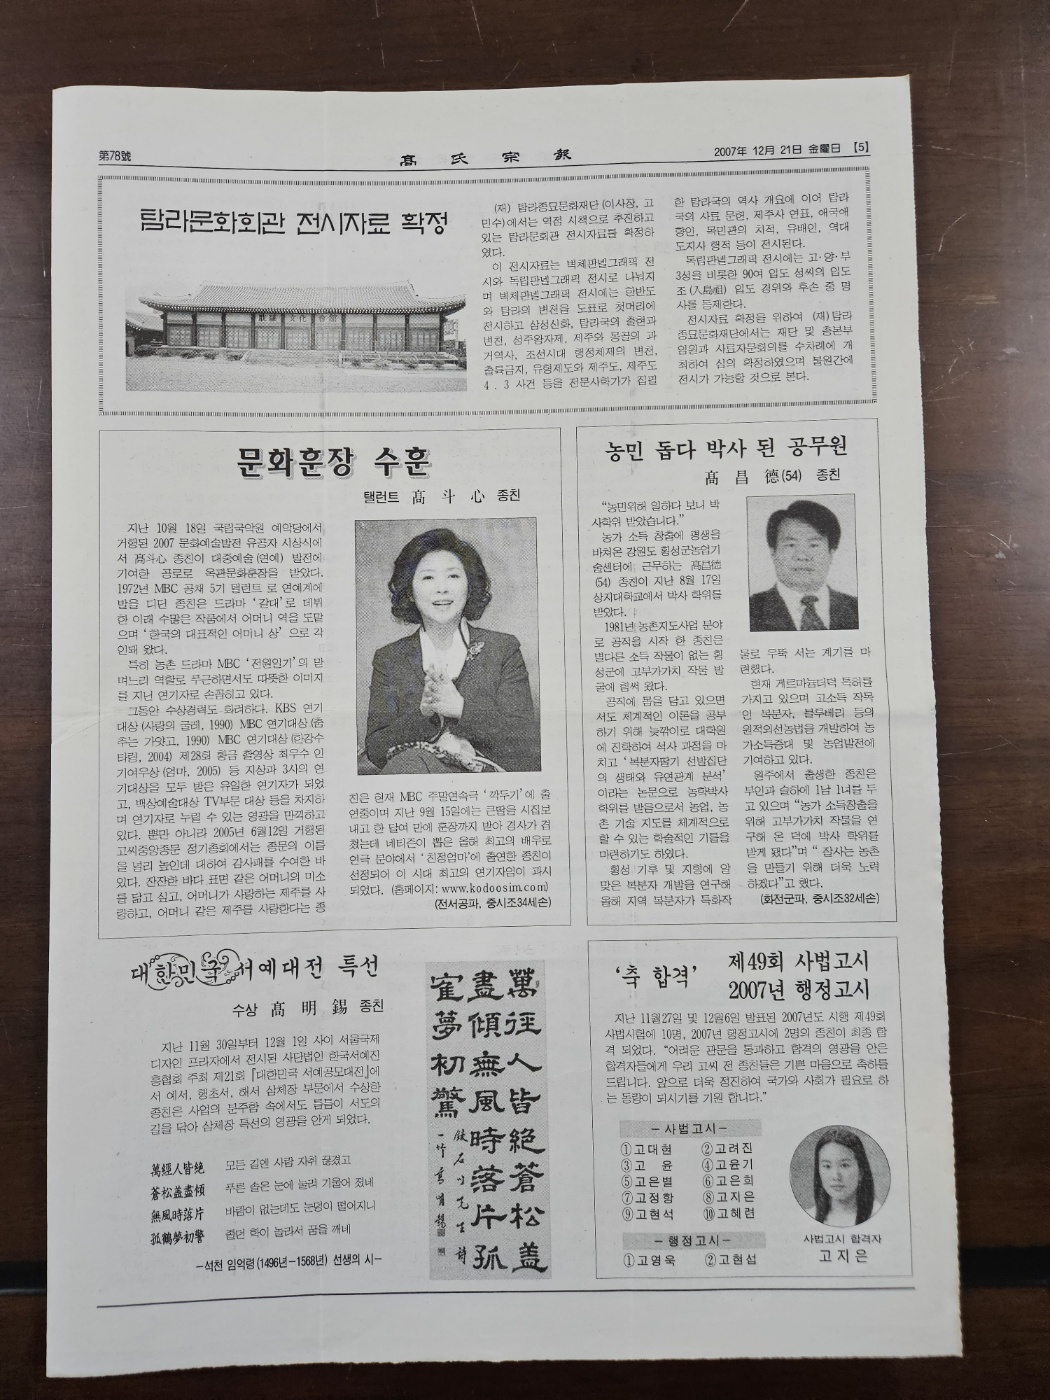 第78號
髙氏宗報
2007年 12月 21日 金曜日 【5】
탐라문화회관 전시자료 확정
(재) 탐라종묘문화재단(이사장, 고
민수)에서는 역점 시책으로 추진하고
있는 탐라문회관 전시자료를 확정하
였다.
이 전시자료는 벽체판넬그래픽 전
시와 독립판넬그래픽 전시로 나눠지
며 벽체판넬그래픽 전시에는 한반도
와 탐라의 변천을 도표로 첫머리에
전시하고 삼성신화, 탐라국의 출현과
변천, 성주왕자제, 제주와 몽권의 과
거역사, 조선시대 행정체제의 변천,
출륙금지, 유형제도와 제주도, 제주도
4 . 3 사건 등을 전문사학가가 집필
한 탐라국의 역사 개요에 이어 탐라
국의 사료 문헌, 제주사 연표, 애국애
향인, 목민관의 치적, 유배인, 역대
도지사 행적 등이 전시된다.
독립판넬그래픽 전시에는 고·양·부
3성을 비롯한 90여 입도 성씨의 입도
조(入島祖) 입도 경위와 후손 중 명
사를 등재한다.
전시자료 확정을 위하여 (재)탐라
종묘문화재단에서는 재단 및 총본부
임원과 사료자문회의를 수차례에 개
최하여 심의 확정하였으며 불원간에
전시가 가능할 것으로 본다.
문화훈장 수훈
탤런트 髙 斗 心 종친
지난 10월 18일 국립국악원 예악당에서
거행된 2007 문화예술발전 유공자 시상식에
서 髙斗心 종친이 대중예술(연예) 발전에
기여한 공로로 옥관문화훈장을 받았다.
1972년 MBC 공채 5기 탤런트 로 연예계에
발을 디딘 종친은 드라마 ‘갈대’로 데뷔
한 이래 수많은 작품에서 어머니 역을 도맡
으며 ‘한국의 대표적인 어머니 상’ 으로 각
인돼 왔다.
특히 농촌 드라마 MBC ‘전원일기’의 맏
며느리 역할로 푸근하면서도 따뜻한 이미지
를 지닌 연기자로 손꼽히고 있다.
그동안 수상경력도 화려하다. KBS 연기
대상(사랑의 굴레, 1990) MBC 연기대상(춤
추는 가얏고, 1990) MBC 연기대상(한강수
타령, 2004) 제28회 황금 촬영상 최우수 인
기여우상(엄마, 2005) 등 지상파 3사의 연
기대상을 모두 받은 유일한 연기자가 되었
고, 백상예술대상 TV부문 대상 등을 차지하
며 연기자로 누릴 수 있는 영광을 만끽하고
있다. 뿐만 아니라 2005년 6월12일 거행된
고씨중앙종문 정기총회에서는 종문의 이름
을 널리 높인데 대하여 감사패를 수여한 바
있다. 잔잔한 바다 표면 같은 어머니의 미소
를 닮고 싶고, 어머니가 사랑하는 제주를 사
랑하고, 어머니 같은 제주를 사랑한다는 종
친은 현재 MBC 주말연속극 ‘깍두기’에 출
연중이며 지난 9월 15일에는 큰딸을 시집보
내고 한 달여 만에 훈장까지 받아 경사가 겹
쳤는데 네티즌이 뽑은 올해 최고의 배우로
연극 분야에서 ‘친정엄마’에 출연한 종친이
선정되어 이 시대 최고의 연기자임이 과시
되었다. (홈페이지: www.kodoosim.com)
(전서공파, 중시조34세손)
농민 돕다 박사 된 공무원
髙 昌 德(54) 종친
“농민위해 일하다 보니 박
사학위 받았습니다.”
농가 소득 창출에 평생을
바쳐온 강원도 횡성군농업기
술센터에 근무하는 髙昌德
(54) 종친이 지난 8월 17일
상지대학교에서 박사 학위를
받았다.
1981년 농촌지도사업 분야
로 공직을 시작 한 종친은
별다른 소득 작물이 없는 횡
성군에 고부가가치 작물 발
굴에 힘써 왔다.
공직에 몸을 담고 있으면
서도 체계적인 이론을 공부
하기 위해 늦깎이로 대학원
에 진학하여 석사 과정을 마
치고 ‘복분자딸기 선발집단
의 생태와 유연관계 분석’
이라는 논문으로 농학박사
학위를 받음으로서 농업, 농
촌 기술 지도를 체계적으로
할 수 있는 학술적인 기틀을
마련하기도 하였다.
횡성 기후 및 지형에 알
맞은 복분자 개발을 연구해
올해 지역 복분자가 특화작
물로 우뚝 서는 계기를 마
련했다.
현재 게르마늄더덕 특허를
가지고 있으며 고소득 작목
인 복분자, 블루베리 등의
원적외선농법을 개발하여 농
가소득증대 및 농업발전에
기여하고 있다.
원주에서 출생한 종친은
부인과 슬하에 1남 1녀를 두
고 있으며 “농가 소득창출을
위해 고부가가치 작물을 연
구해 온 덕에 박사 학위를
받게 됐다”며 “ 잘사는 농촌
을 만들기 위해 더욱 노력
하겠다”고 했다.
(화전군파, 중시조32세손)
대한민국서예대전 특선
수상 髙 明 錫 종친
지난 11월 30일부터 12월 1일 사이 서울국제
디자인 프라자에서 전시된 사단법인 한국서예진
흥협회 주최 제21회 『대한민국 서예공모대전』에
서 예서, 행초서, 해서 삼체장 부문에서 수상한
종친은 사업의 분주함 속에서도 틈틈이 서도의
길을 닦아 삼체장 특선의 영광을 안게 되었다.
萬經人皆絶 모든 길엔 사람 자취 끊겼고
蒼松盖盡傾 푸른 솔은 눈에 눌려 기울어 졌네
無風時落片 바람이 없는데도 눈덩이 떨어지니
孤鶴夢初警 홀던 학이 놀라서 꿈을 깨네
－석천 임억령(1496년－1568년) 선생의 시－
萬徑人皆絶蒼松蓋
盡傾無風時落片孤
寉夢初驚
‘축 합격’
제49회 사법고시
2007년 행정고시
지난 11월27일 및 12월6일 발표된 2007년도 시행 제49회
사법시험에 10명, 2007년 행정고시에 2명의 종친이 최종 합
격 되었다. “어려운 관문을 통과하고 합격의 영광을 안은
합격자들에게 우리 고씨 전 종친들은 기쁜 마음으로 축하를
드립니다. 앞으로 더욱 정진하여 국가와 사회가 필요로 하
는 동량이 되시기를 기원 합니다.”
－사법고시－
①고대현 ②고려진
③고 윤 ④고윤기
⑤고은별 ⑥고은희
⑦고정항 ⑧고지은
⑨고현석 ⑩고혜련
－행정고시－
①고영욱 ②고현섭
사법고시 합격자
고지은